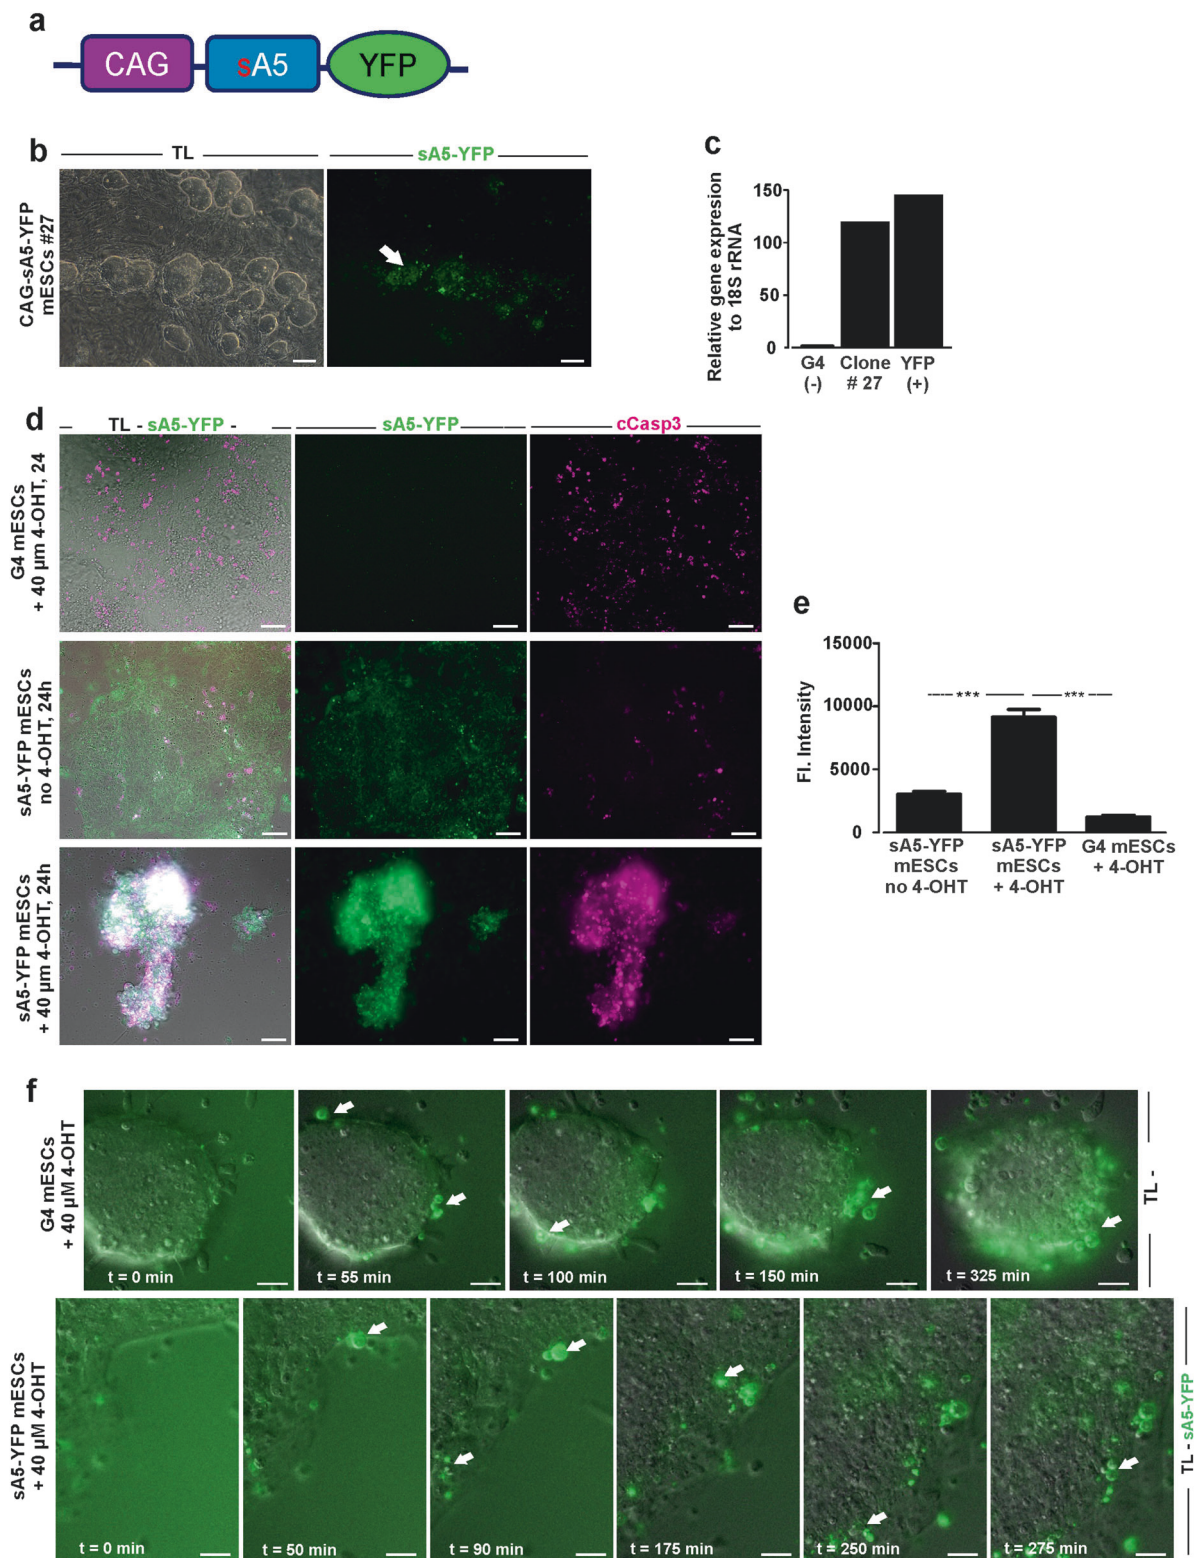 a
CAG
sA5
YFP
b
TL
sA5-YFP
CAG-sA5-YFP
mESCs #27
c
Relative gene expresion
to 18S rRNA
150
100
50
0
G4
(-)
Clone
# 27
YFP
(+)
d
TL - sA5-YFP -
sA5-YFP
cCasp3
G4 mESCs
+ 40 µm 4-OHT, 24
sA5-YFP mESCs
no 4-OHT, 24h
sA5-YFP mESCs
+ 40 µm 4-OHT, 24h
e
Fl. Intensity
15000
10000
5000
0
***
***
sA5-YFP
mESCs
no 4-OHT
sA5-YFP
mESCs
+ 4-OHT
G4 mESCs
+ 4-OHT
f
G4 mESCs
+ 40 µM 4-OHT
t = 0 min
t = 55 min
t = 100 min
t = 150 min
t = 325 min
TL -
sA5-YFP mESCs
+ 40 µM 4-OHT
t = 0 min
t = 50 min
t = 90 min
t = 175 min
t = 250 min
t = 275 min
TL - sA5-YFP